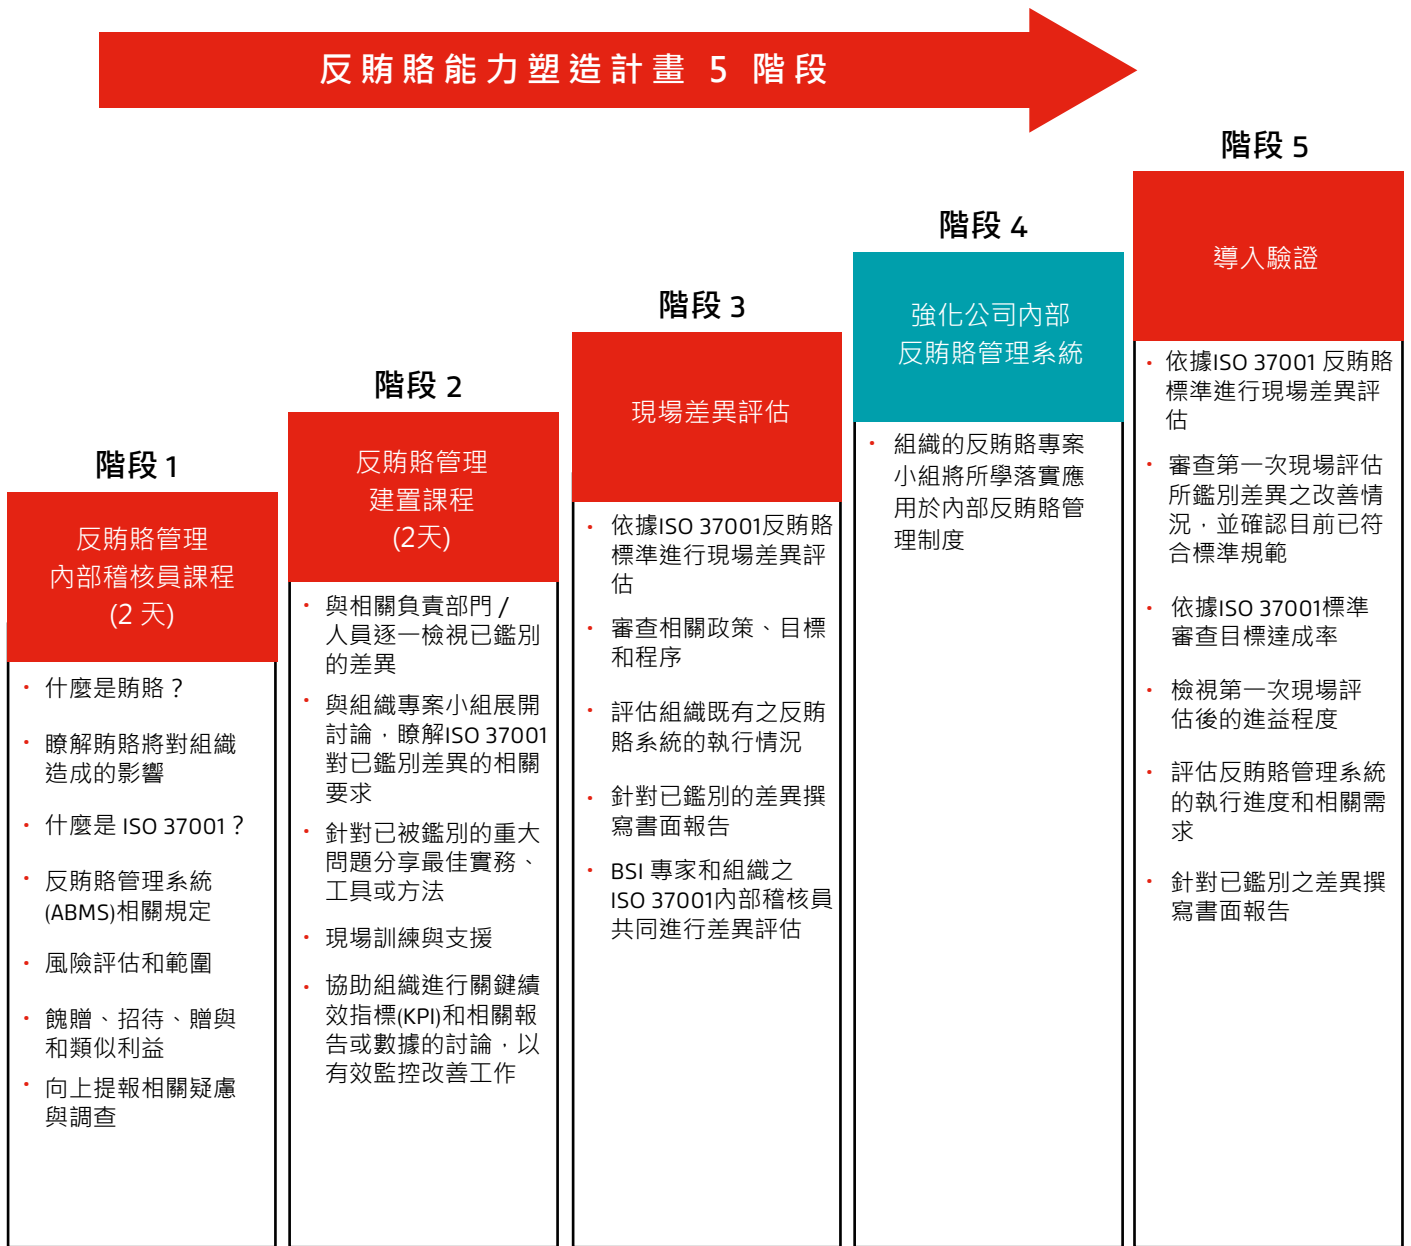 反賄賂能力塑造計畫 5 階段
階段 1
反賄賂管理
內部稽核員課程
(2 天)
• 什麼是賄賂？
• 瞭解賄賂將對組織
造成的影響
• 什麼是 ISO 37001？
• 反賄賂管理系統
(ABMS)相關規定
• 風險評估和範圍
• 餽贈、招待、贈與
和類似利益
• 向上提報相關疑慮
與調查
階段 2
反賄賂管理
建置課程
(2天)
• 與相關負責部門 /
人員逐一檢視已鑑別
的差異
• 與組織專案小組展開
討論，瞭解ISO 37001
對已鑑別差異的相關
要求
• 針對已被鑑別的重大
問題分享最佳實務、
工具或方法
• 現場訓練與支援
• 協助組織進行關鍵績
效指標(KPI)和相關報
告或數據的討論，以
有效監控改善工作
階段 3
現場差異評估
• 依據ISO 37001反賄賂
標準進行現場差異評
估
• 審查相關政策、目標
和程序
• 評估組織既有之反賄
賂系統的執行情況
• 針對已鑑別的差異撰
寫書面報告
• BSI 專家和組織之
ISO 37001內部稽核員
共同進行差異評估
階段 4
強化公司內部
反賄賂管理系統
• 組織的反賄賂專案
小組將所學落實應
用於內部反賄賂管
理制度
階段 5
導入驗證
• 依據ISO 37001 反賄賂
標準進行現場差異評
估
• 審查第一次現場評估
所鑑別差異之改善情
況，並確認目前已符
合標準規範
• 依據ISO 37001標準
審查目標達成率
• 檢視第一次現場評
估後的進益程度
• 評估反賄賂管理系統
的執行進度和相關需
求
• 針對已鑑別之差異撰
寫書面報告